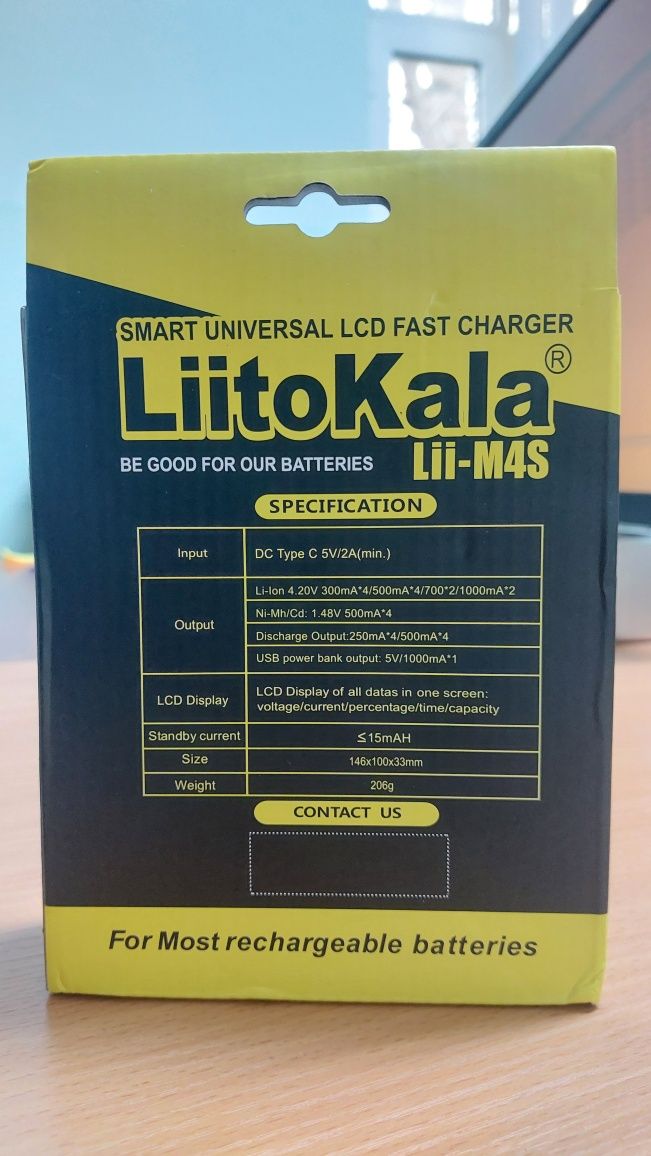 SMART UNIVERSAL LCD FAST CHARGER
LiitoKala®
BE GOOD FOR OUR BATTERIES Lii-M4S
SPECIFICATION
Input DC Type C 5V/2A(min.)
Output
Li-Ion 4.20V 300mA*4/500mA*4/700*2/1000mA*2
Ni-Mh/Cd: 1.48V 500mA*4
Discharge Output:250mA*4/500mA*4
USB power bank output: 5V/1000mA*1
LCD Display
LCD Display of all datas in one screen:
voltage/current/percentage/time/capacity
Standby current ≤15mAH
Size 146x100x33mm
Weight 206g
CONTACT US
For Most rechargeable batteries